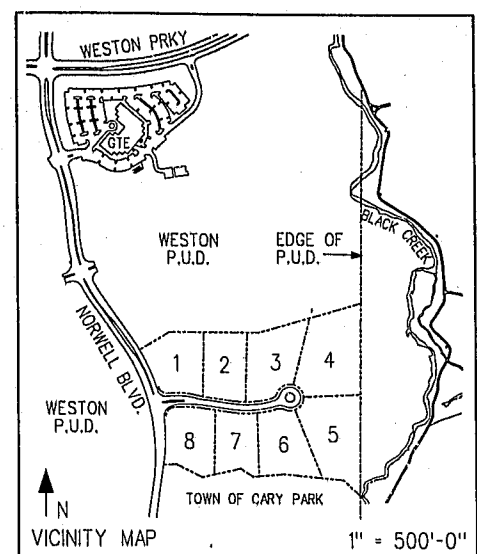 WESTON PRKY
GTE
WESTON
P.U.D.
EDGE OF
P.U.D.
BLACK CREEK
NORWELL BLVD.
1
2
3
4
WESTON
P.U.D.
8
7
6
5
TOWN OF CARY PARK
N
VICINITY MAP
1" = 500'-0"